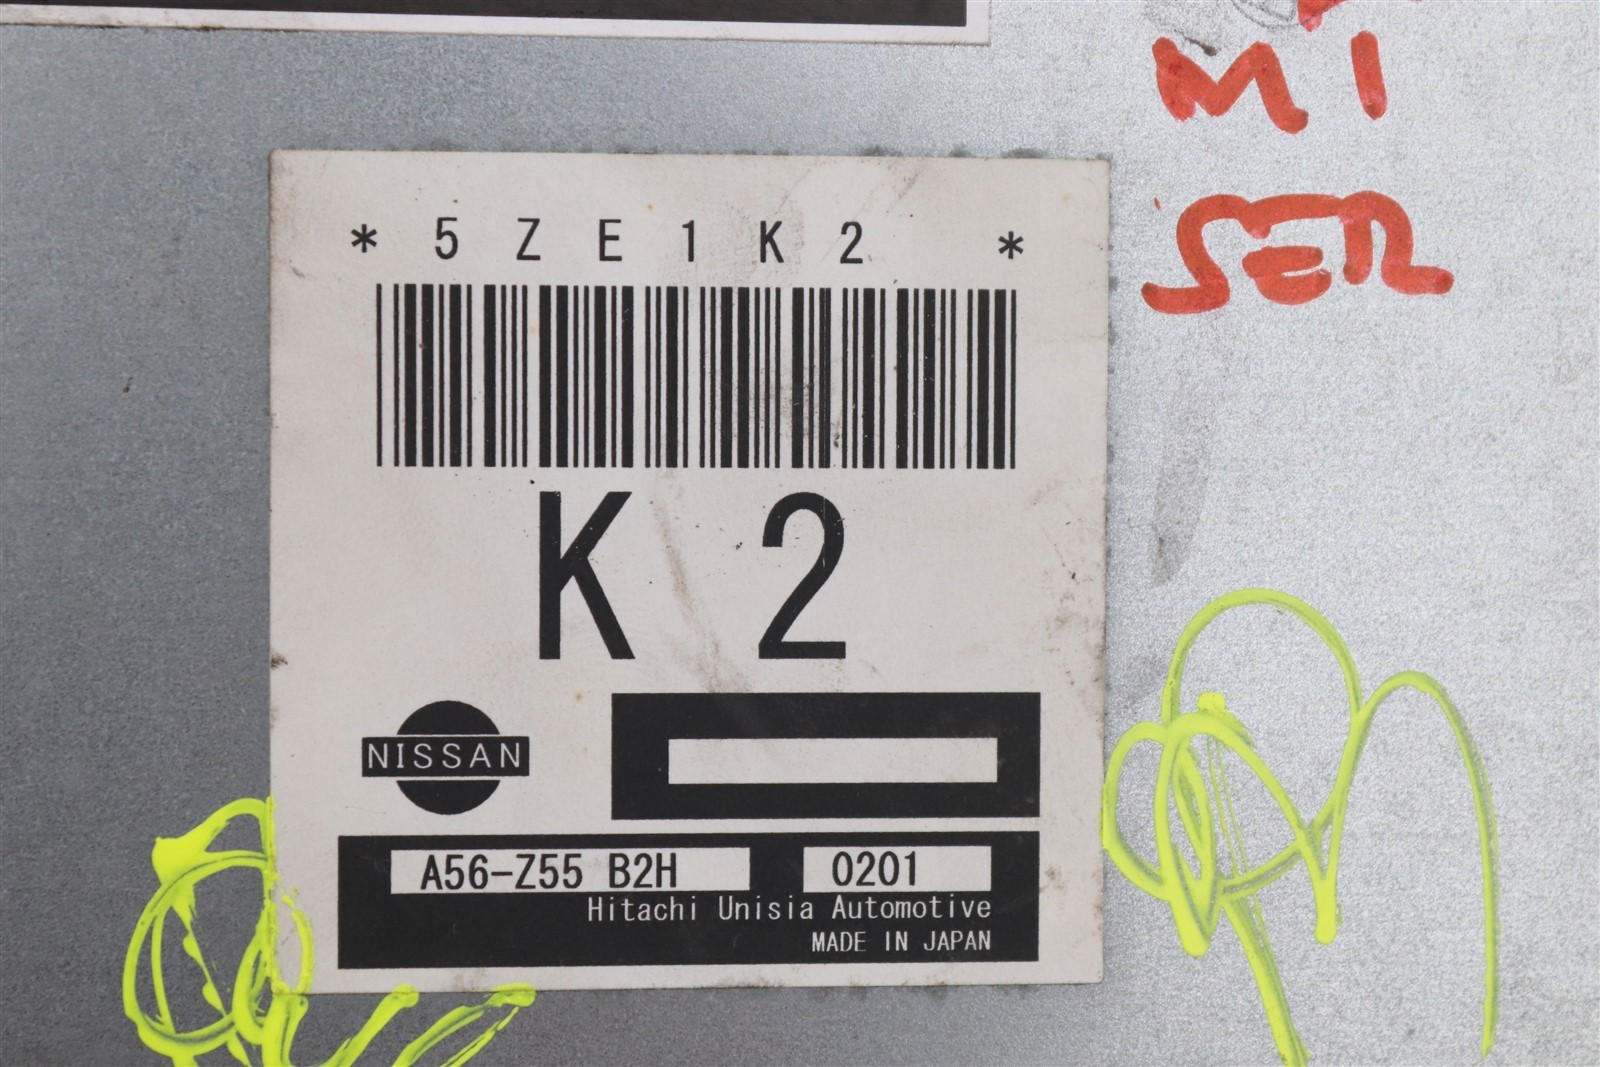 M I
SER
* 5 Z E 1 K 2 *
K 2
NISSAN
A56-Z55 B2H 0201
Hitachi Unisia Automotive
MADE IN JAPAN